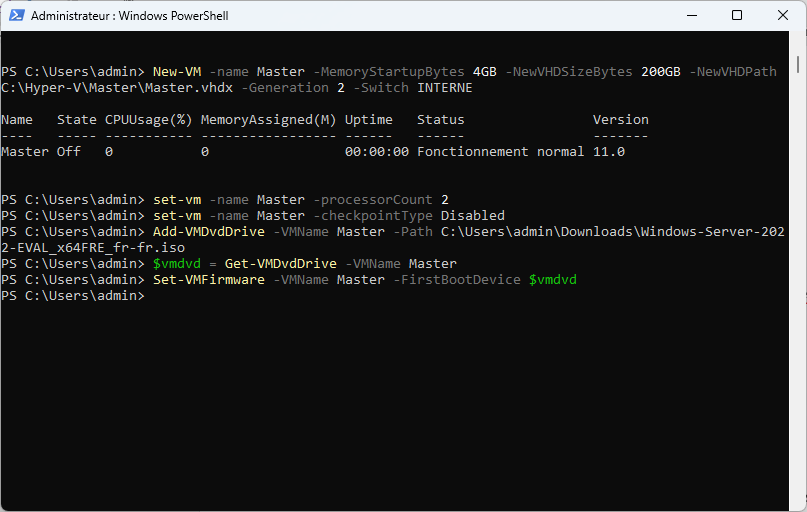 Administrateur : Windows PowerShell
PS C:\Users\admin> New-VM -name Master -MemoryStartupBytes 4GB -NewVHDSizeBytes 200GB -NewVHDPath
C:\Hyper-V\Master\Master.vhdx -Generation 2 -Switch INTERNE
Name   State CPUUsage(%) MemoryAssigned(M) Uptime   Status                Version
----   ----- ----------- ----------------- ------   ------                -------
Master Off   0           0                 00:00:00 Fonctionnement normal 11.0
PS C:\Users\admin> set-vm -name Master -processorCount 2
PS C:\Users\admin> set-vm -name Master -checkpointType Disabled
PS C:\Users\admin> Add-VMDvdDrive -VMName Master -Path C:\Users\admin\Downloads\Windows-Server-202
2-EVAL_x64FRE_fr-fr.iso
PS C:\Users\admin> $vmdvd = Get-VMDvdDrive -VMName Master
PS C:\Users\admin> Set-VMFirmware -VMName Master -FirstBootDevice $vmdvd
PS C:\Users\admin>